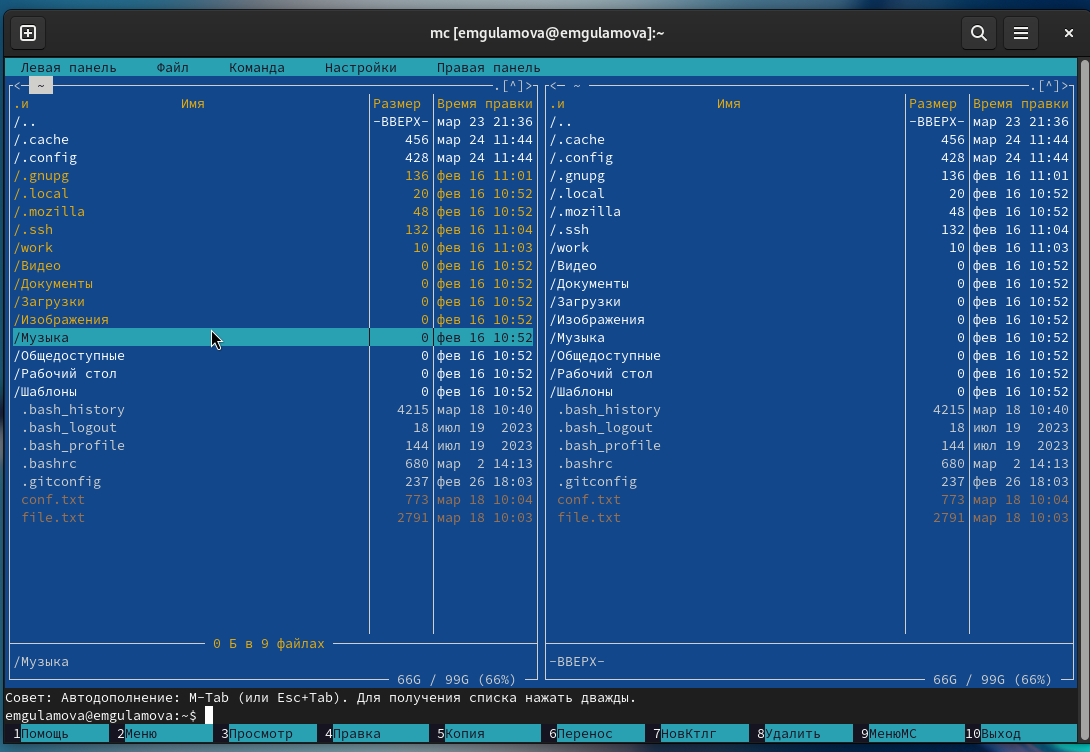 mc [emgulamova@emgulamova]:~
Левая панель Файл Команда Настройки Правая панель
<─ ~ .[^]> <─ ~ .[^]>
.и Имя Размер Время правки .и Имя Размер Время правки
/.. -ВВЕРХ- мар 23 21:36 /.. -ВВЕРХ- мар 23 21:36
/.cache 456 мар 24 11:44 /.cache 456 мар 24 11:44
/.config 428 мар 24 11:44 /.config 428 мар 24 11:44
/.gnupg 136 фев 16 11:01 /.gnupg 136 фев 16 11:01
/.local 20 фев 16 10:52 /.local 20 фев 16 10:52
/.mozilla 48 фев 16 10:52 /.mozilla 48 фев 16 10:52
/.ssh 132 фев 16 11:04 /.ssh 132 фев 16 11:04
/work 10 фев 16 11:03 /work 10 фев 16 11:03
/Видео 0 фев 16 10:52 /Видео 0 фев 16 10:52
/Документы 0 фев 16 10:52 /Документы 0 фев 16 10:52
/Загрузки 0 фев 16 10:52 /Загрузки 0 фев 16 10:52
/Изображения 0 фев 16 10:52 /Изображения 0 фев 16 10:52
/Музыка 0 фев 16 10:52 /Музыка 0 фев 16 10:52
/Общедоступные 0 фев 16 10:52 /Общедоступные 0 фев 16 10:52
/Рабочий стол 0 фев 16 10:52 /Рабочий стол 0 фев 16 10:52
/Шаблоны 0 фев 16 10:52 /Шаблоны 0 фев 16 10:52
.bash_history 4215 мар 18 10:40 .bash_history 4215 мар 18 10:40
.bash_logout 18 июл 19 2023 .bash_logout 18 июл 19 2023
.bash_profile 144 июл 19 2023 .bash_profile 144 июл 19 2023
.bashrc 680 мар 2 14:13 .bashrc 680 мар 2 14:13
.gitconfig 237 фев 26 18:03 .gitconfig 237 фев 26 18:03
conf.txt 773 мар 18 10:04 conf.txt 773 мар 18 10:04
file.txt 2791 мар 18 10:03 file.txt 2791 мар 18 10:03
0 Б в 9 файлах
/Музыка -ВВЕРХ-
66G / 99G (66%) 66G / 99G (66%)
Совет: Автодополнение: M-Tab (или Esc+Tab). Для получения списка нажать дважды.
emgulamova@emgulamova:~$
1Помощь 2Меню 3Просмотр 4Правка 5Копия 6Перенос 7НовКтлг 8Удалить 9МенюМС 10Выход